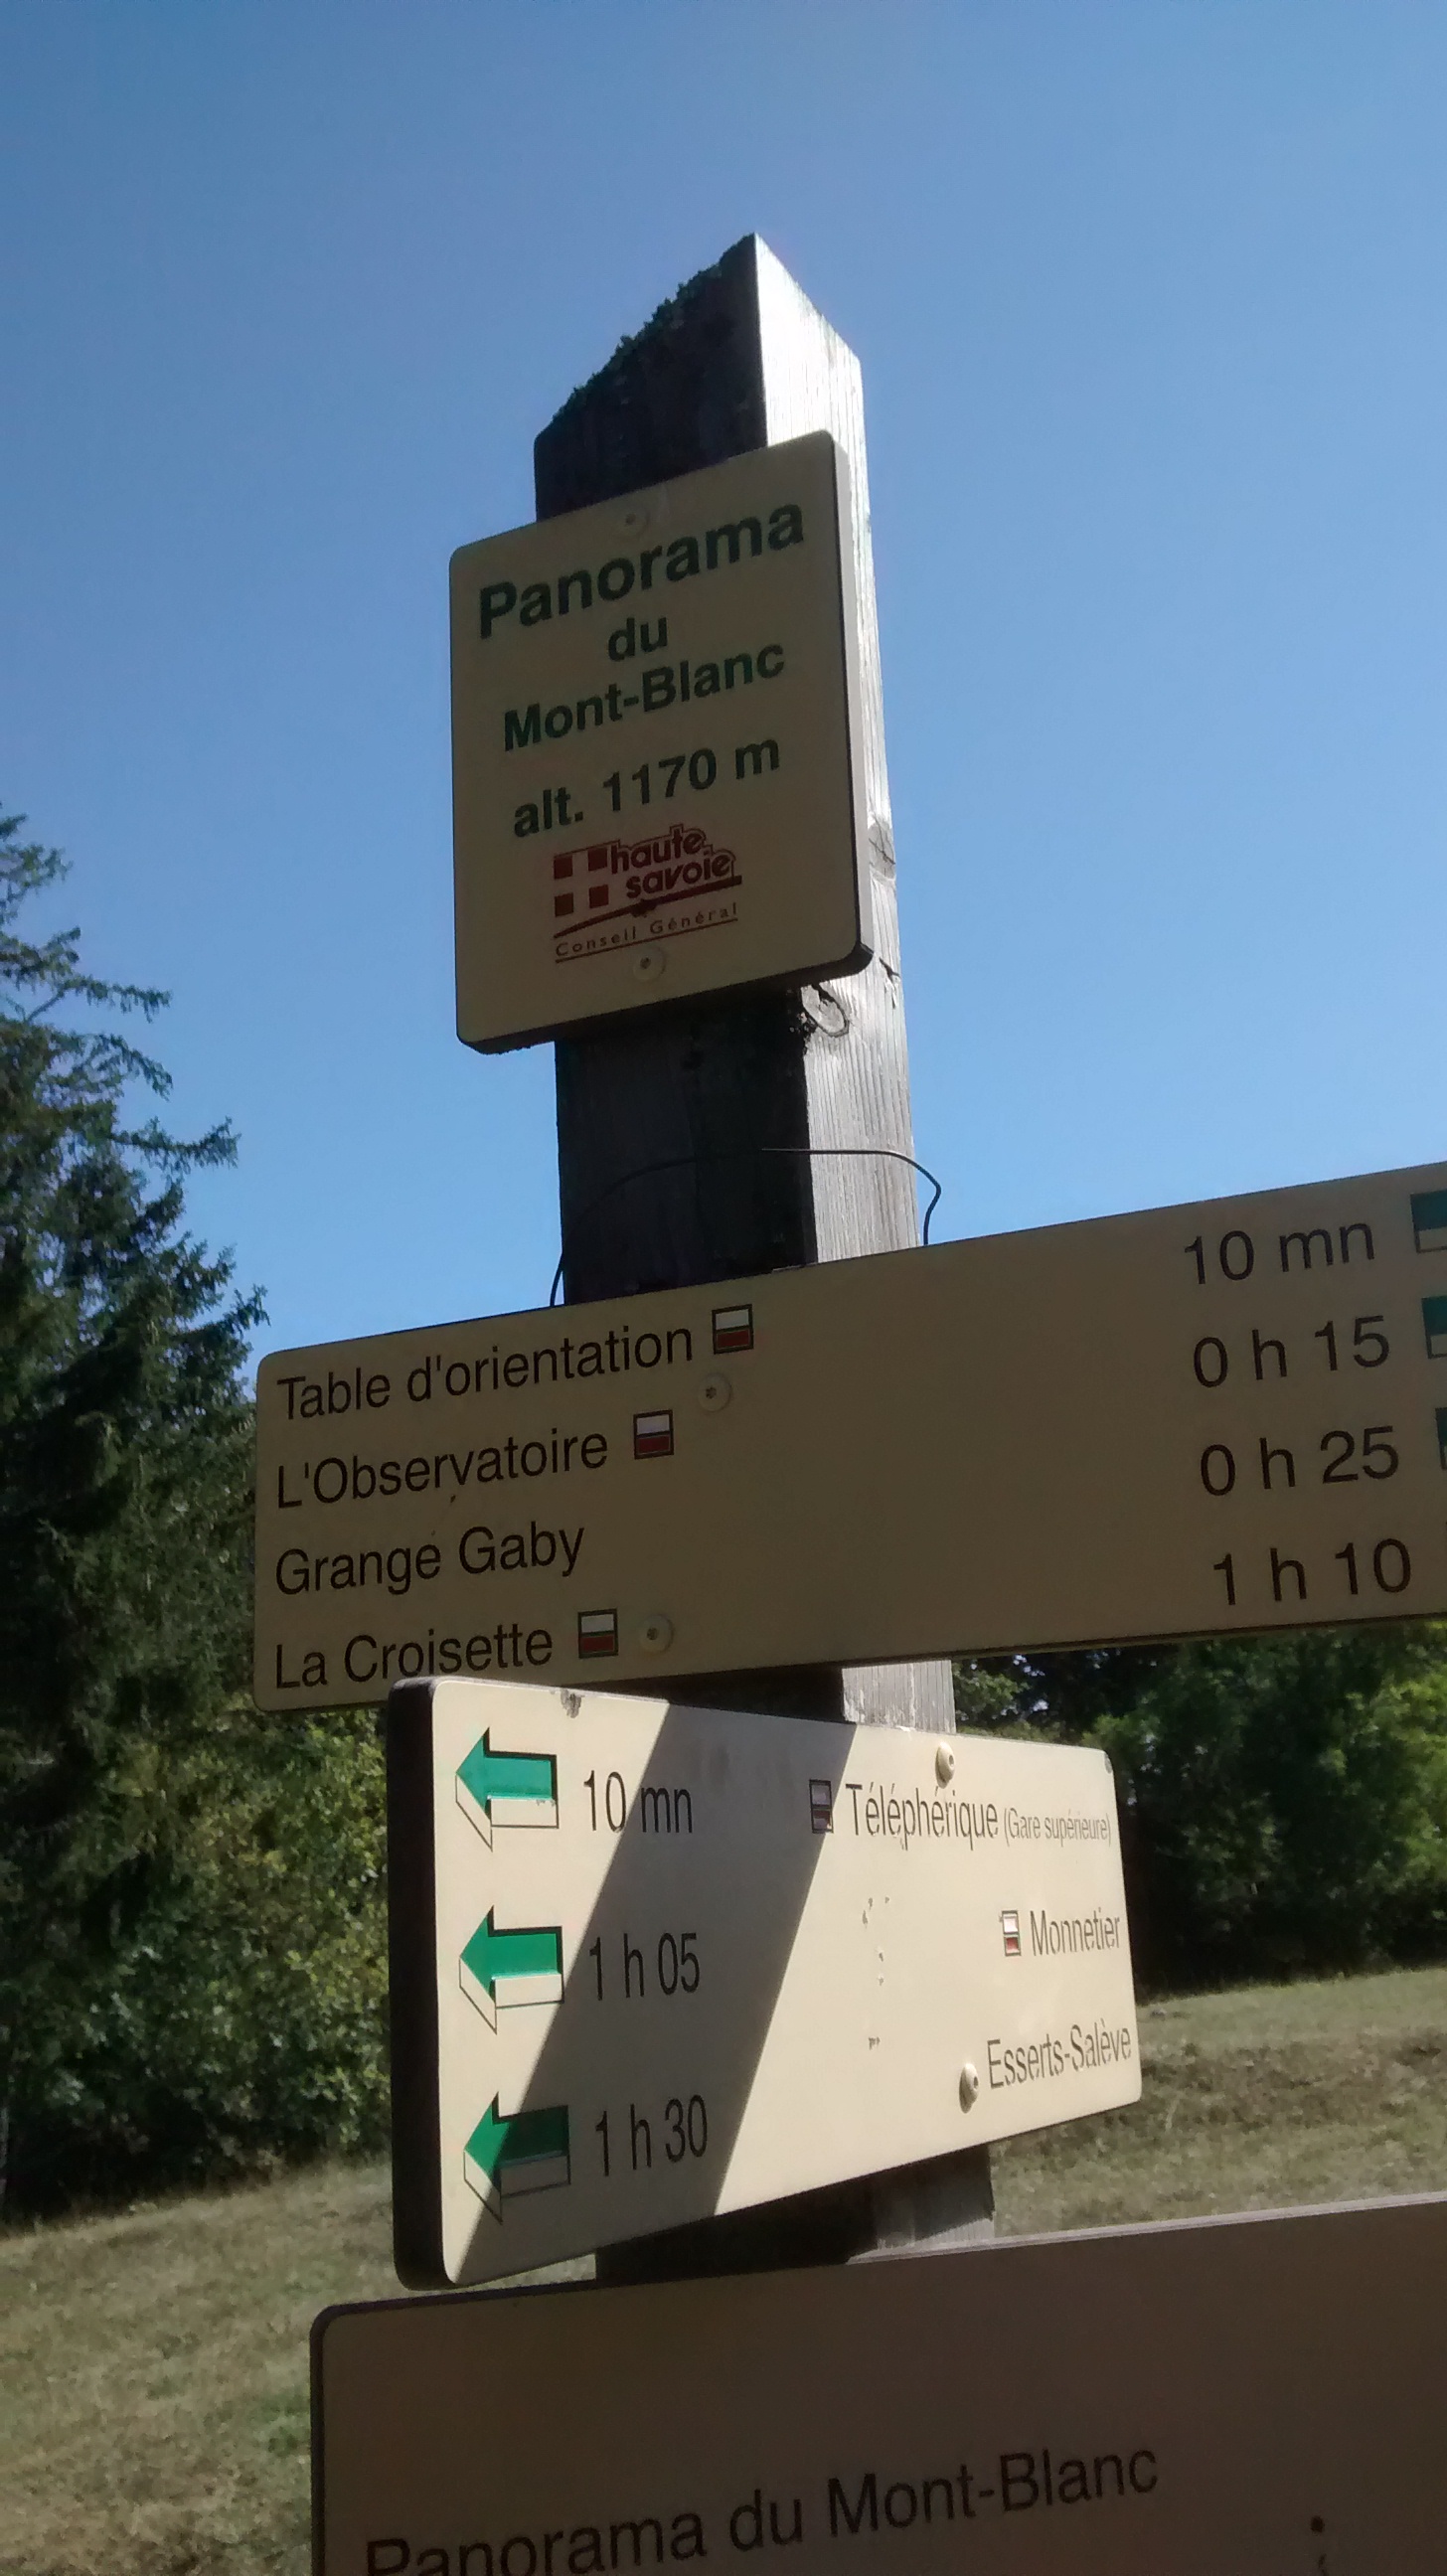 Panorama
du
Mont-Blanc
alt. 1170 m
haute
savoie
Conseil Général
Table d'orientation 10 mn
L'Observatoire 0 h 15
Grange Gaby 0 h 25
La Croisette 1 h 10
10 mn Téléphérique (Gare supérieure)
1 h 05 Monnetier
1 h 30 Esserts-Salève
Panorama du Mont-Blanc